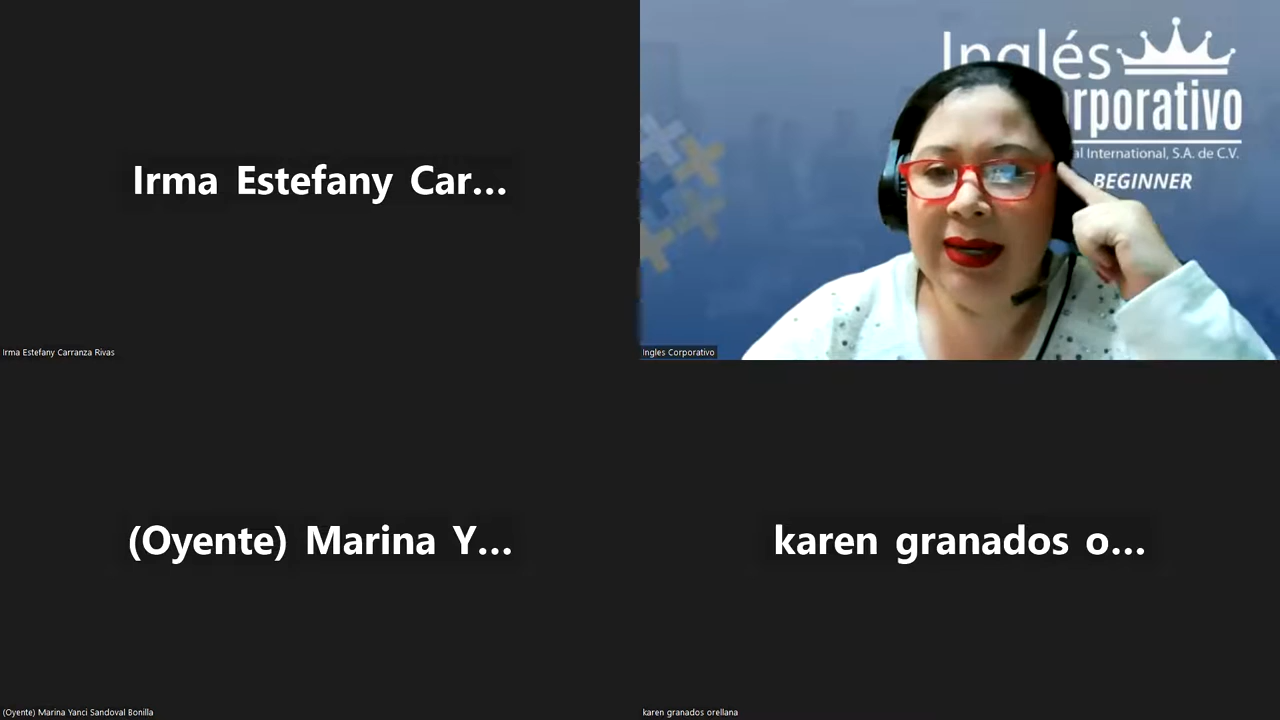 Irma Estefany Car...
Irma Estefany Carranza Rivas
Inglés
rporativo
al International, S.A. de C.V.
BEGINNER
Ingles Corporativo
(Oyente) Marina Y...
(Oyente) Marina Yanci Sandoval Bonilla
karen granados o...
karen granados orellana